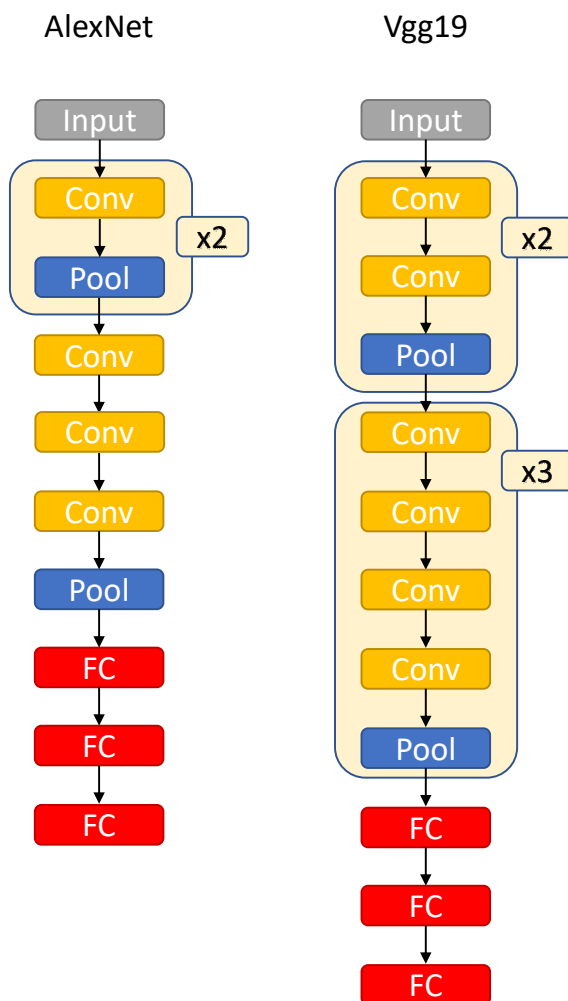 AlexNet
Input
Conv
x2
Pool
Conv
Conv
Conv
Pool
FC
FC
FC
Vgg19
Input
Conv
x2
Conv
Pool
Conv
x3
Conv
Conv
Conv
Pool
FC
FC
FC